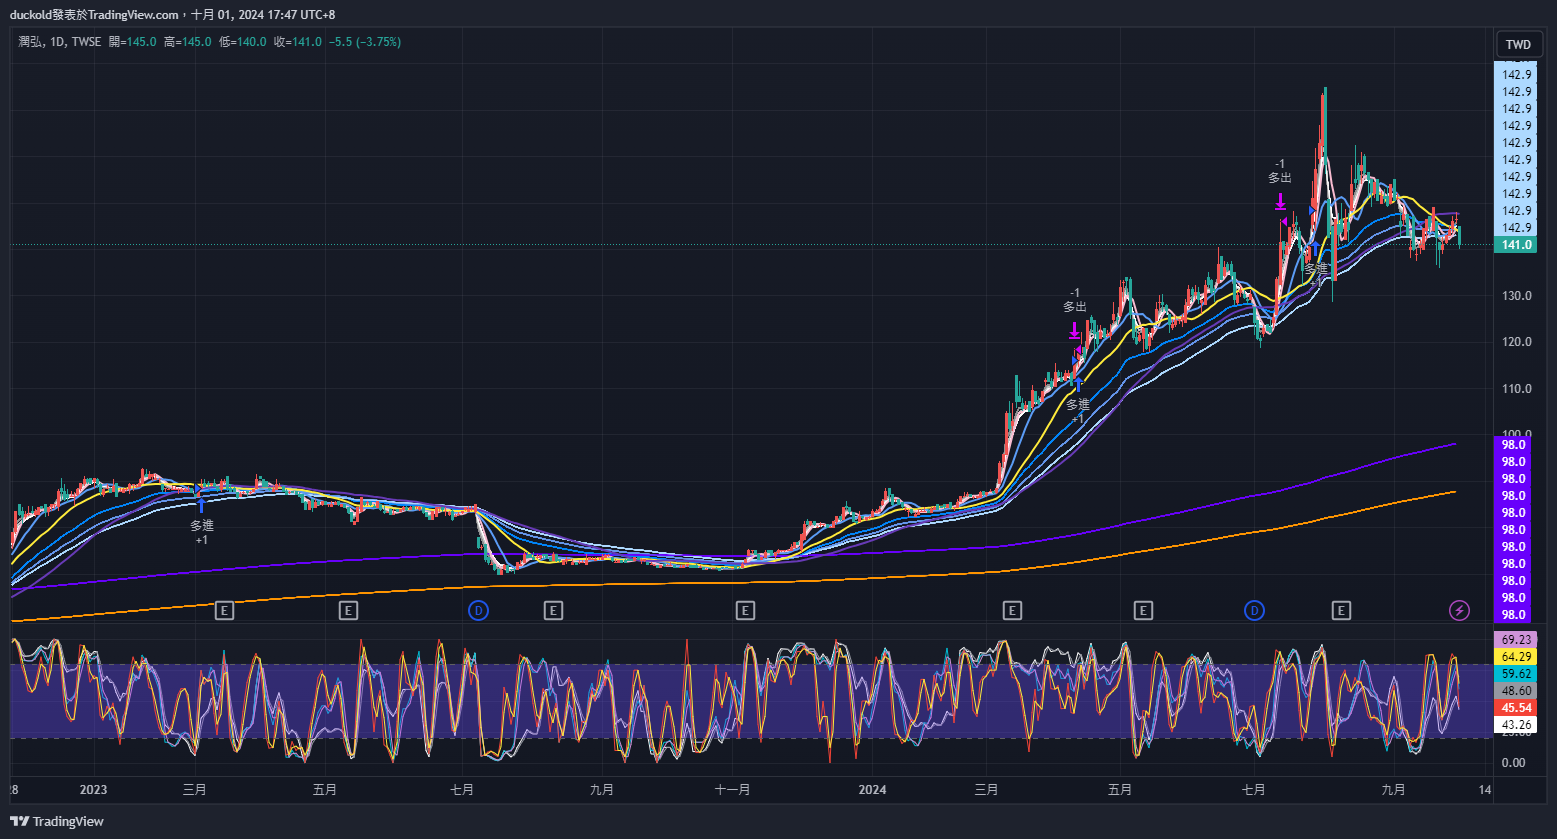 duckold發表於TradingView.com，十月 01, 2024 17:47 UTC+8
潤弘, 1D, TWSE 開=145.0 高=145.0 低=140.0 收=141.0 −5.5 (−3.75%)
TWD
142.9
142.9
142.9
142.9
142.9
142.9
142.9
142.9
142.9
142.9
141.0
130.0
120.0
110.0
100.0
98.0
98.0
98.0
98.0
98.0
98.0
98.0
98.0
98.0
98.0
98.0
-1
多出
多進
+1
-1
多出
多進
+1
多進
+1
E
E
D
E
E
E
E
D
E
69.23
64.29
59.62
48.60
45.54
43.26
0.00
28 2023 三月 五月 七月 九月 十一月 2024 三月 五月 七月 九月 14
TradingView